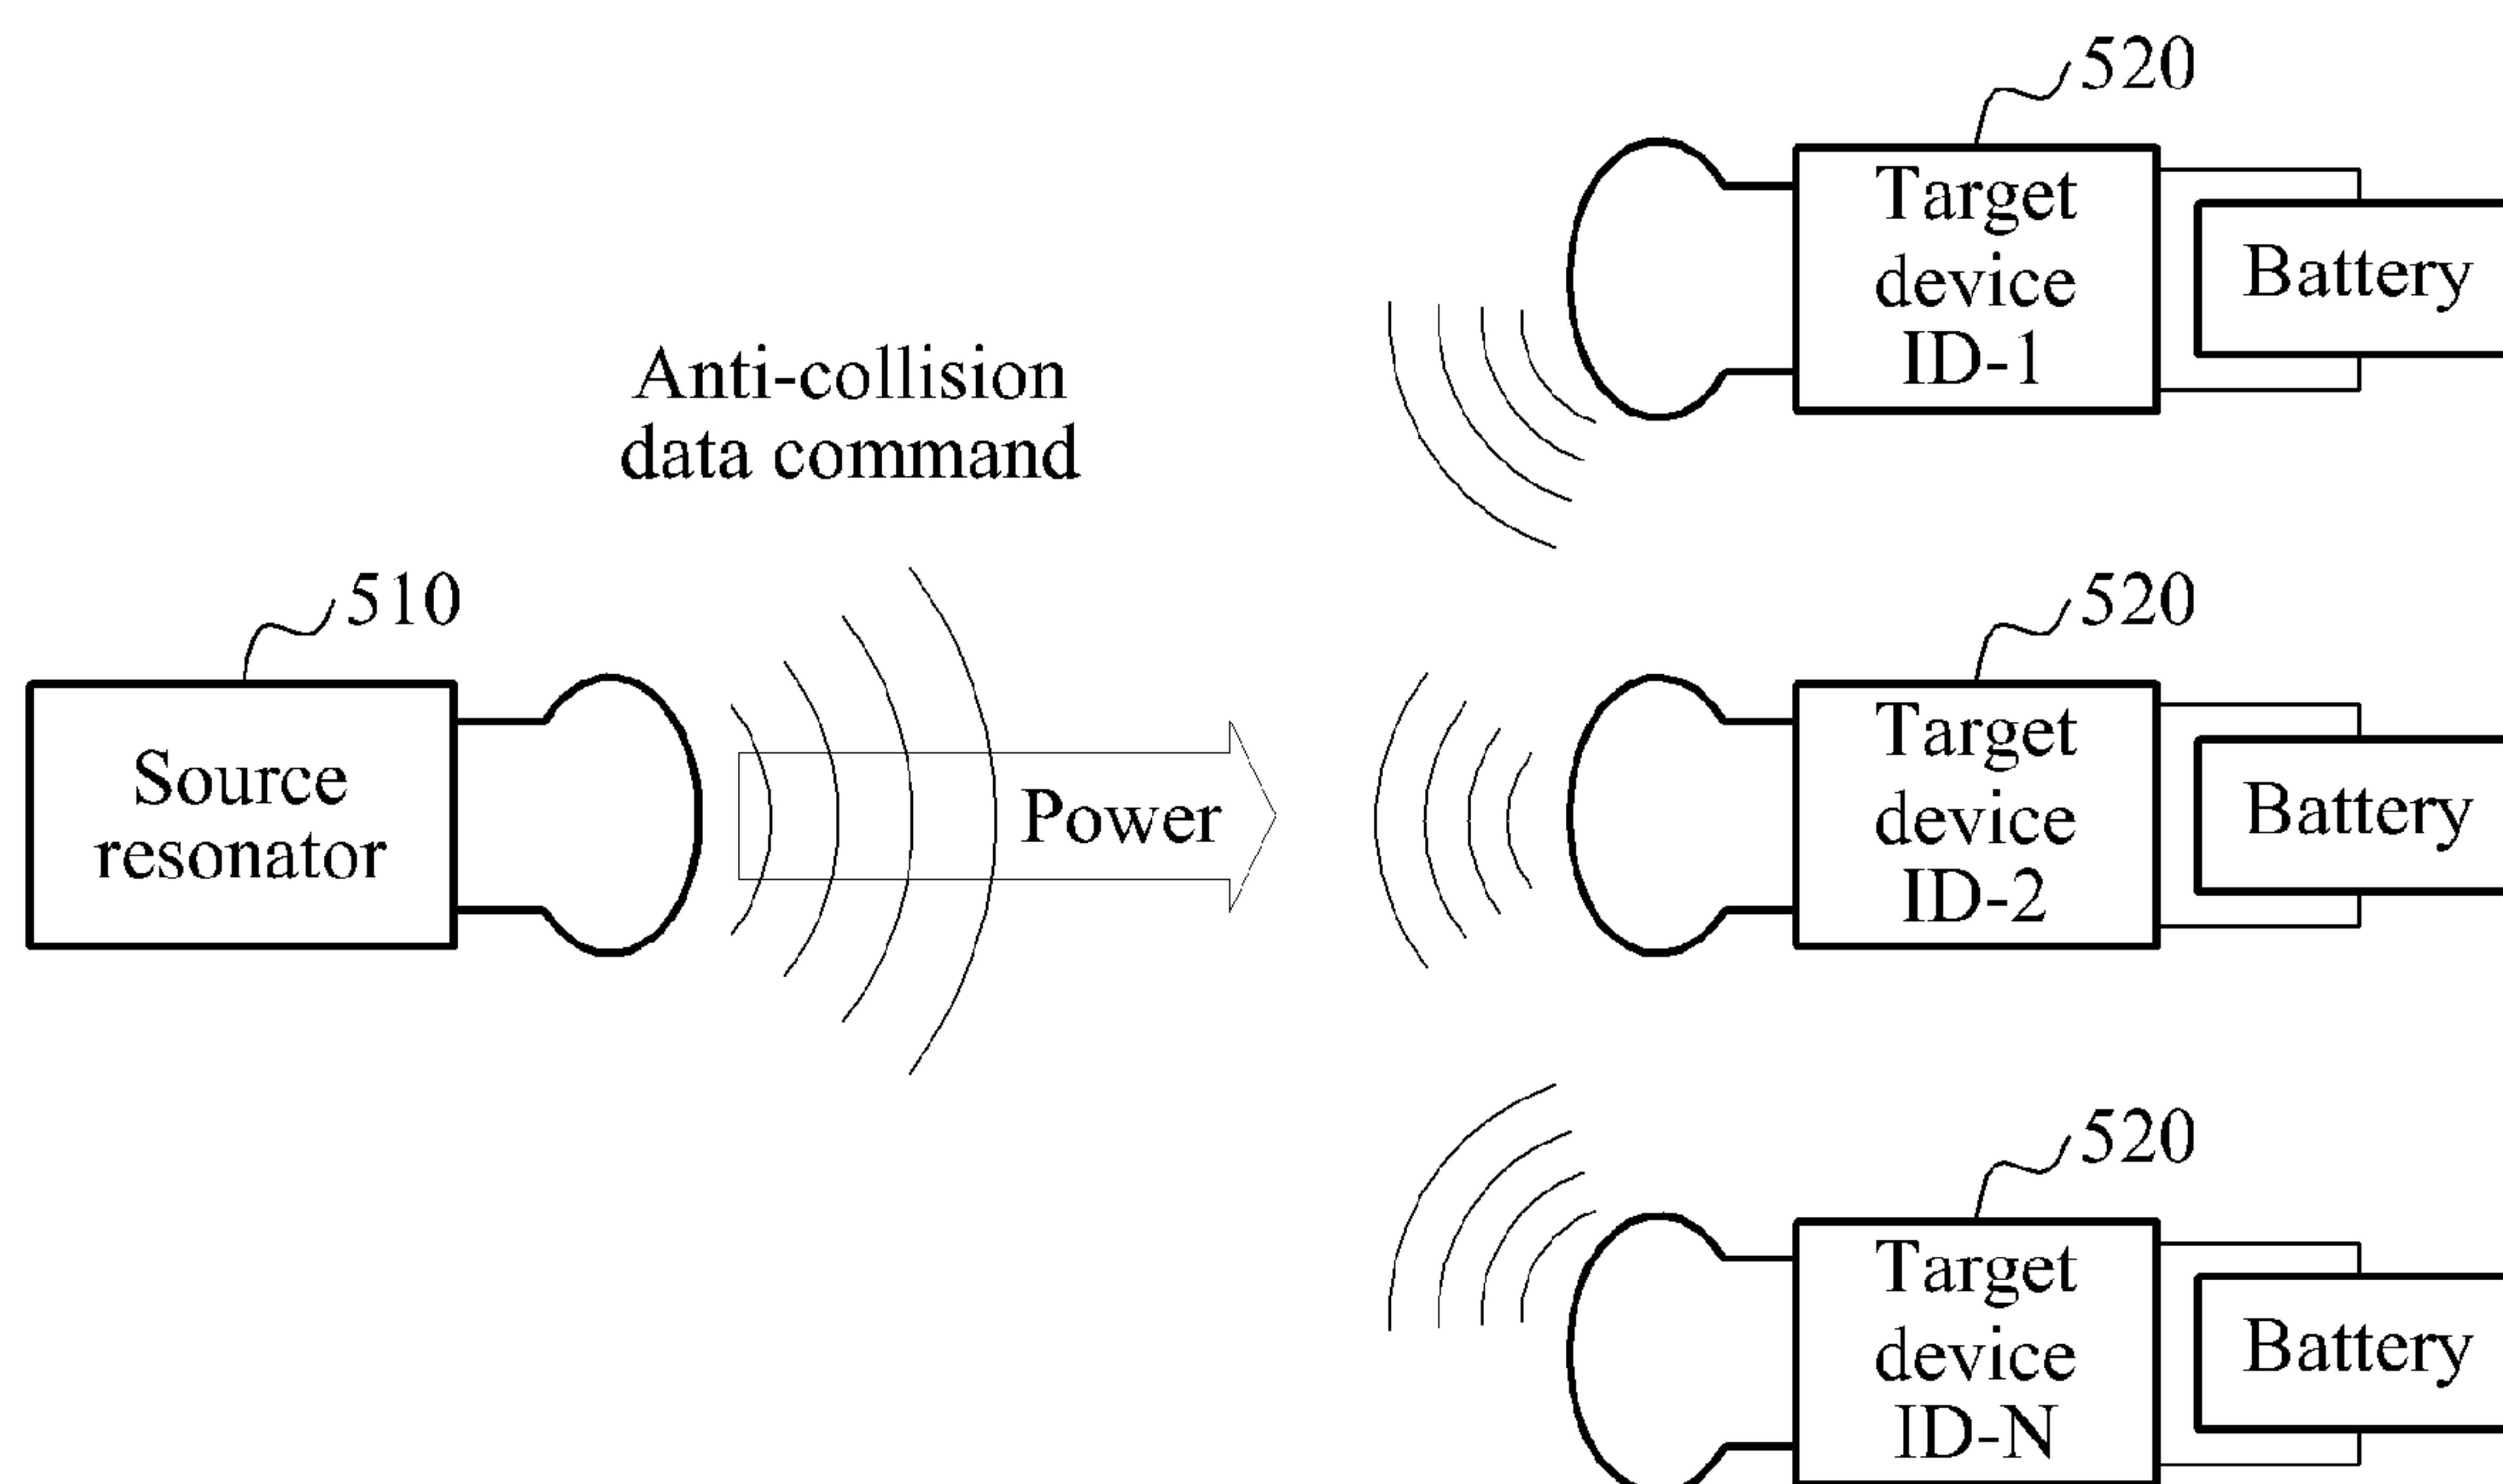 520
Target
device
ID-1
Battery
Anti-collision
data command
510
Source
resonator
Power
520
Target
device
ID-2
Battery
520
Target
device
ID-N
Battery